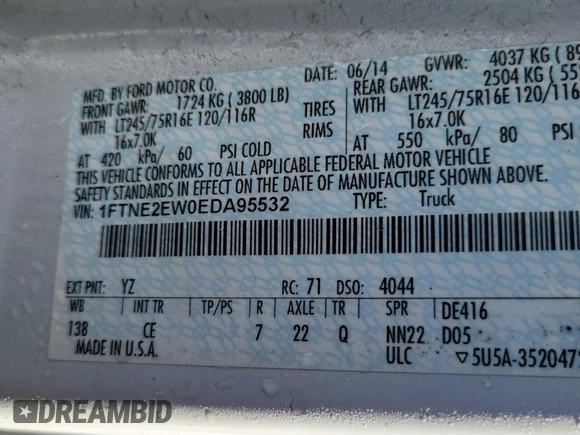 MFD. BY FORD MOTOR CO.
DATE: 06/14 GVWR: 4037 KG
FRONT GAWR: 1724 KG ( 3800 LB) REAR GAWR: 2504 KG
WITH LT245/75R16E 120/116R TIRES WITH LT245/75R16E 120/116
16x7.0K RIMS 16x7.0K
AT 420 kPa/ 60 PSI COLD AT 550 kPa/ 80
THIS VEHICLE CONFORMS TO ALL APPLICABLE FEDERAL MOTOR VEHICLE
SAFETY STANDARDS IN EFFECT ON THE DATE OF MANUFACTURE SHOWN ABOVE.
VIN: 1FTNE2EW0EDA95532 TYPE: Truck
EXT PNT: YZ RC: 71 DSO: 4044
WB INT TR TP/PS R AXLE TR SPR DE416
138 CE 7 22 Q NN22 D05
MADE IN U.S.A. ULC 5U5A-3520472
DREAMBID